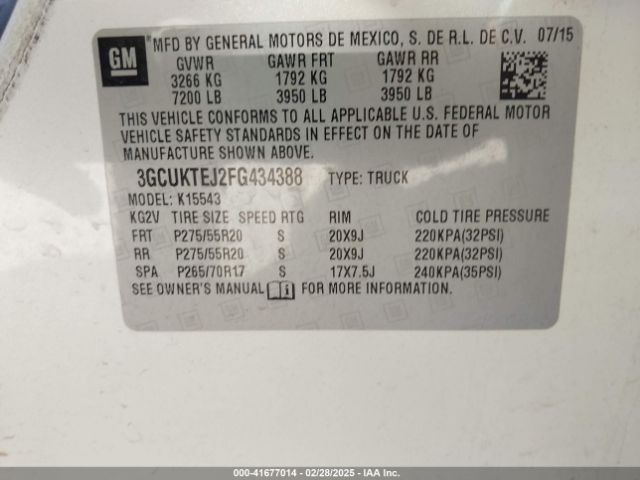 GM
*MFD BY GENERAL MOTORS DE MEXICO, S. DE R.L. DE C.V. 07/15
GVWR GAWR FRT GAWR RR
3266 KG 1792 KG 1792 KG
7200 LB 3950 LB 3950 LB
THIS VEHICLE CONFORMS TO ALL APPLICABLE U.S. FEDERAL MOTOR
VEHICLE SAFETY STANDARDS IN EFFECT ON THE DATE OF
MANUFACTURE SHOWN ABOVE.
3GCUKTEJ2FG434388 TYPE: TRUCK
MODEL: K15543
KG2V TIRE SIZE SPEED RTG RIM COLD TIRE PRESSURE
FRT P275/55R20 S 20X9J 220KPA(32PSI)
RR P275/55R20 S 20X9J 220KPA(32PSI)
SPA P265/70R17 S 17X7.5J 240KPA(35PSI)
SEE OWNER'S MANUAL FOR MORE INFORMATION.
000-41677014 02/28/2025 - IAA Inc.